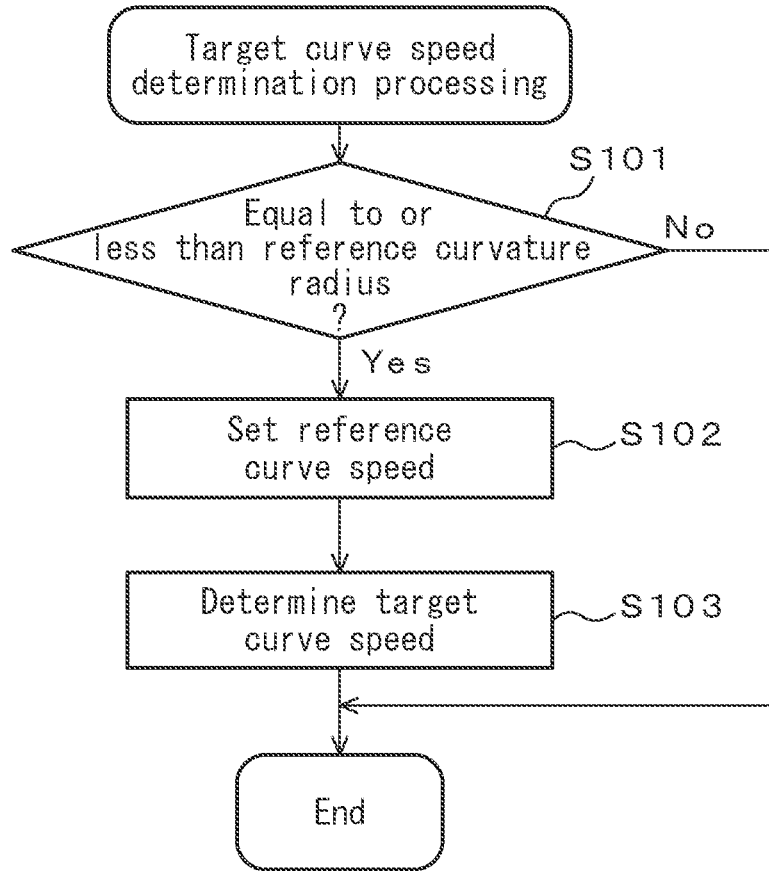 Target curve speed
determination processing
S101
Equal to or
less than reference curvature
radius
?
No
Yes
Set reference
curve speed
S102
Determine target
curve speed
S103
End